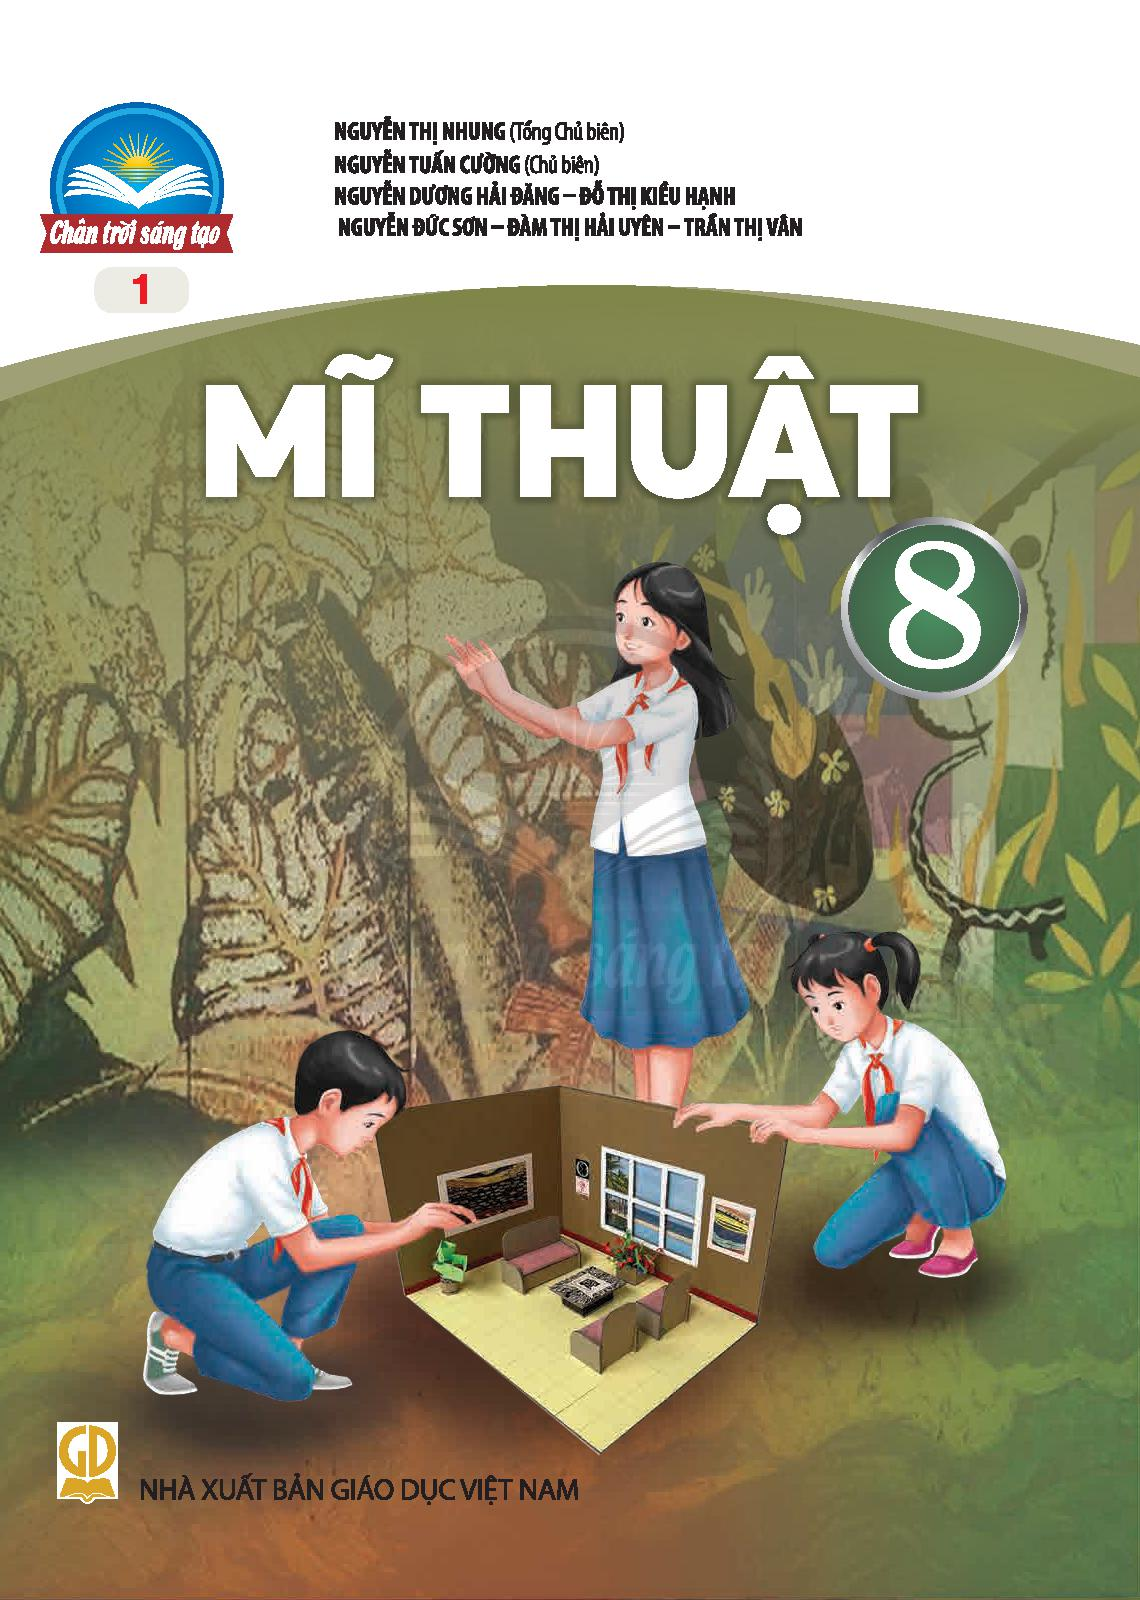 NGUYỄN THỊ NHUNG (Tổng Chủ biên)
NGUYỄN TUẤN CƯỜNG (Chủ biên)
NGUYỄN DƯƠNG HẢI ĐĂNG – ĐỖ THỊ KIỀU HẠNH
NGUYỄN ĐỨC SƠN – ĐÀM THỊ HẢI UYÊN – TRẦN THỊ VÂN
Chân trời sáng tạo
1
MĨ THUẬT
8
sáng
GD
NHÀ XUẤT BẢN GIÁO DỤC VIỆT NAM